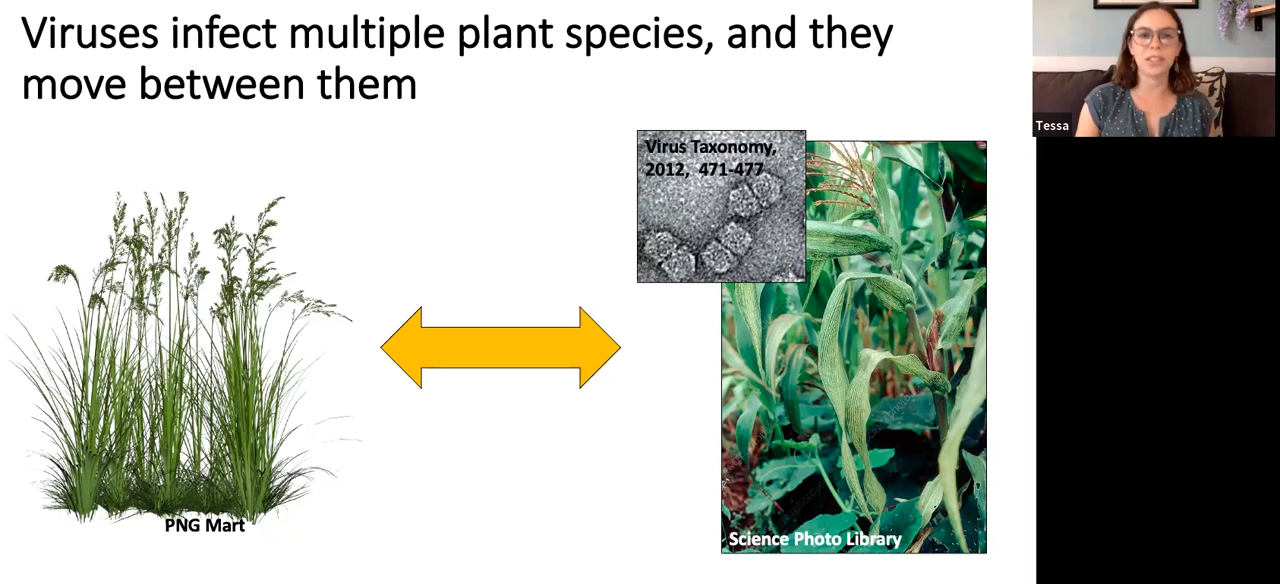 Viruses infect multiple plant species, and they
move between them
Tessa
Virus Taxonomy,
2012, 471-477
PNG Mart
Science Photo Library